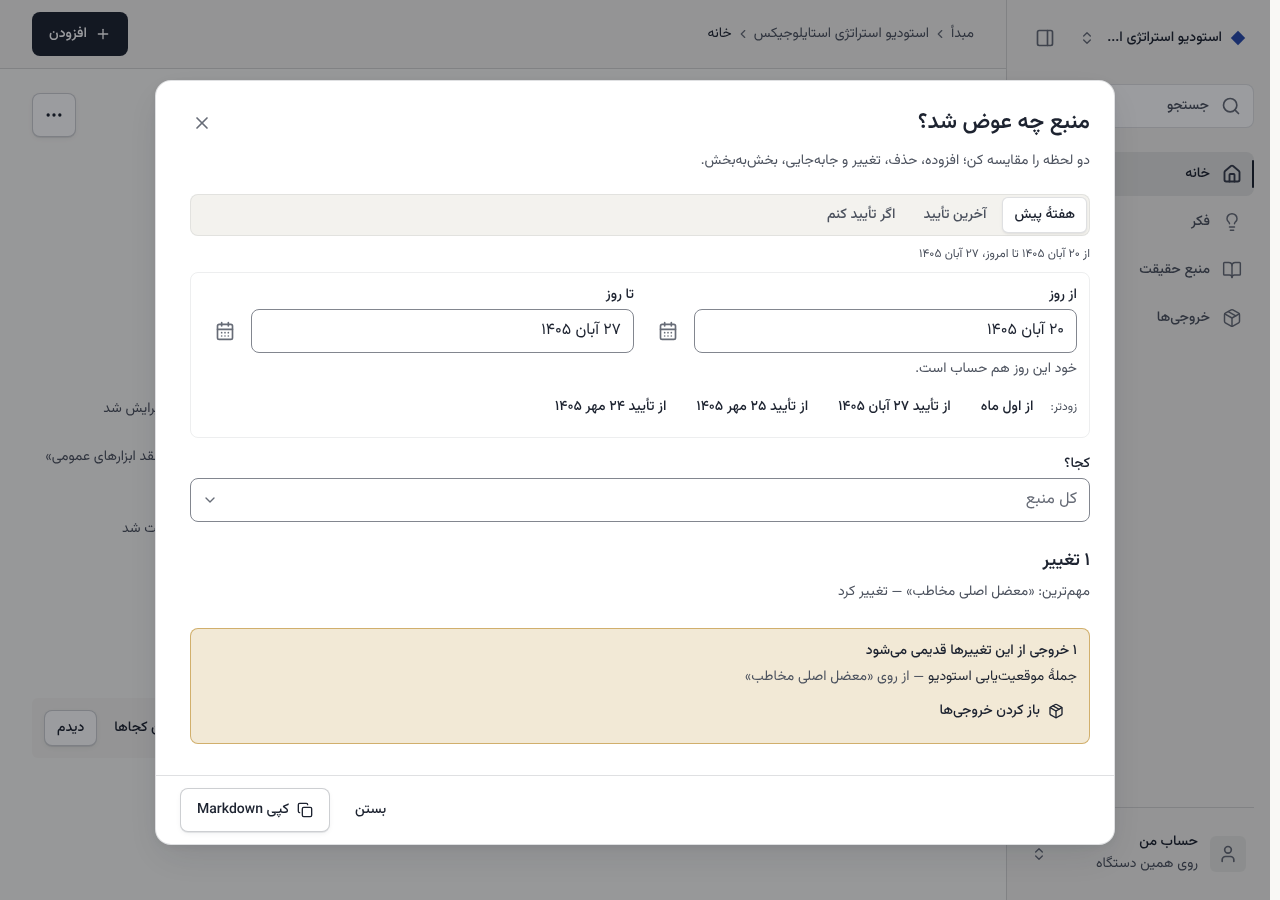 استودیو استراتژی ا...
مبدأ › استودیو استراتژی استایلوجیکس › خانه
افزودن
جستجو
خانه
فکر
منبع حقیقت
خروجی‌ها
حساب من
روی همین دستگاه
منبع چه عوض شد؟
دو لحظه را مقایسه کن؛ افزوده، حذف، تغییر و جابه‌جایی، بخش‌به‌بخش.
هفتهٔ پیش
آخرین تأیید
اگر تأیید کنم
از ۲۰ آبان ۱۴۰۵ تا امروز، ۲۷ آبان ۱۴۰۵
از روز
تا روز
۲۰ آبان ۱۴۰۵
۲۷ آبان ۱۴۰۵
خود این روز هم حساب است.
زودتر: از اول ماه از تأیید ۲۷ آبان ۱۴۰۵ از تأیید ۲۵ مهر ۱۴۰۵ از تأیید ۲۴ مهر ۱۴۰۵
کجا؟
کل منبع
۱ تغییر
مهم‌ترین: «معضل اصلی مخاطب» — تغییر کرد
۱ خروجی از این تغییرها قدیمی می‌شود
جملهٔ موقعیت‌یابی استودیو — از روی «معضل اصلی مخاطب»
باز کردن خروجی‌ها
بستن
کپی Markdown
شد
ابزارهای عمومی»
شد
کجاها
دیدم